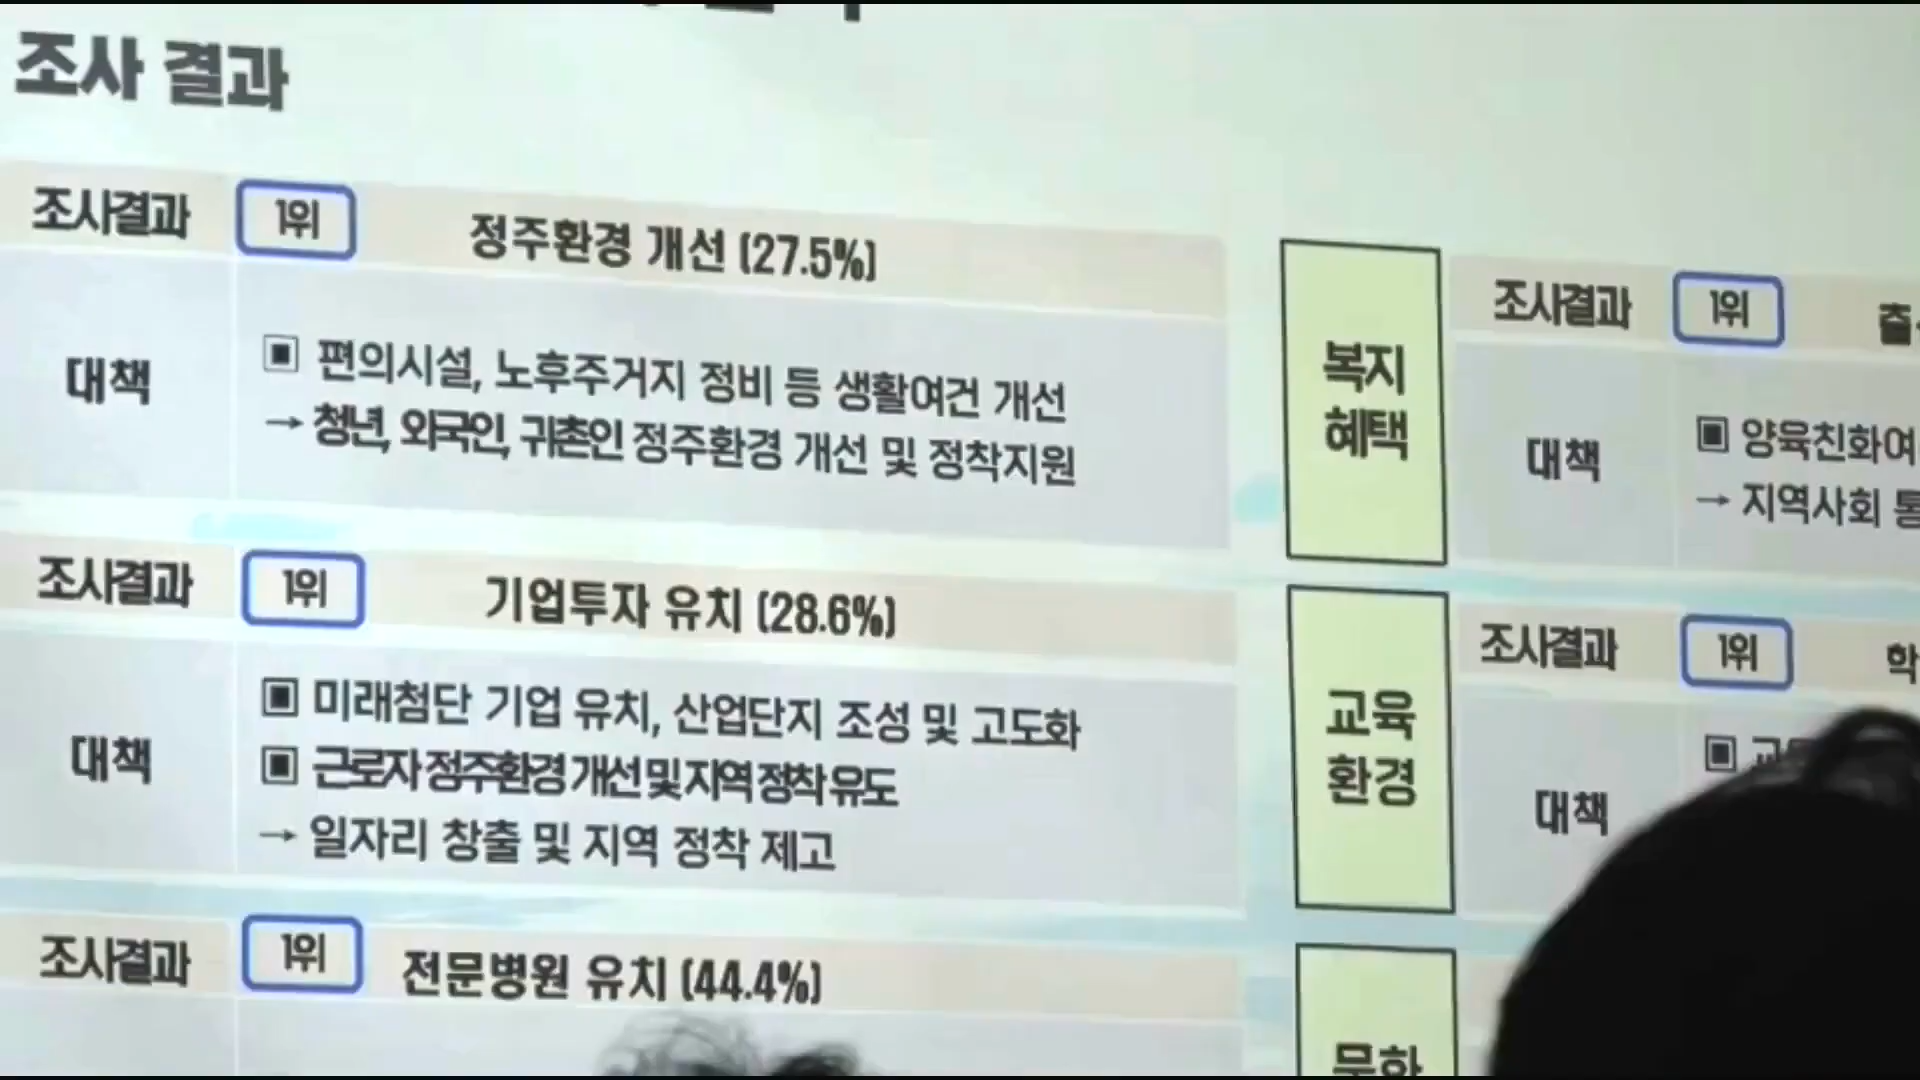 조사 결과
조사결과 1위 정주환경 개선 (27.5%)
대책
▣ 편의시설, 노후주거지 정비 등 생활여건 개선
→ 청년, 외국인, 귀촌인 정주환경 개선 및 정착지원
조사결과 1위 기업투자 유치 (28.6%)
대책
▣ 미래첨단 기업 유치, 산업단지 조성 및 고도화
▣ 근로자 정주환경 개선 및 지역 정착 유도
→ 일자리 창출 및 지역 정착 제고
조사결과 1위 전문병원 유치 (44.4%)
복지
혜택
조사결과 1위
대책
▣ 양육친화여
→ 지역사회 통
교육
환경
조사결과 1위 학
대책
문화